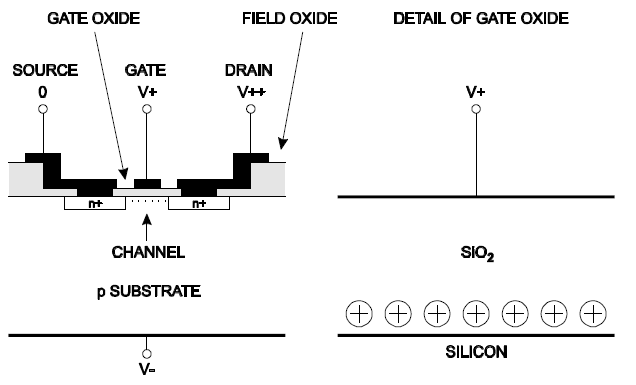 GATE OXIDE
FIELD OXIDE
DETAIL OF GATE OXIDE
SOURCE
GATE
DRAIN
0
V+
V++
V+
n+
n+
CHANNEL
SiO2
p SUBSTRATE
+ + + + + + +
SILICON
V-